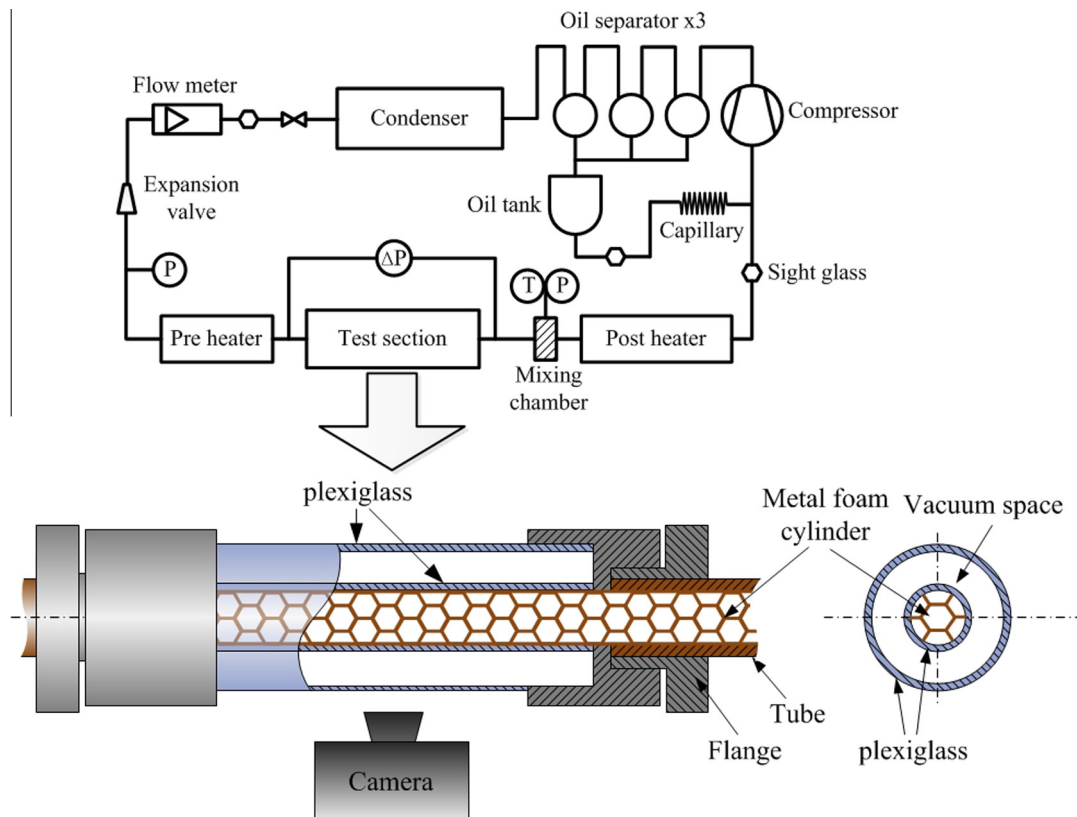 Oil separator x3
Flow meter
Condenser
Compressor
Expansion
valve
Oil tank
Capillary
P
ΔP
T
P
Sight glass
Pre heater
Test section
Post heater
Mixing
chamber
plexiglass
Metal foam
cylinder
Vacuum space
Tube
Flange
plexiglass
Camera